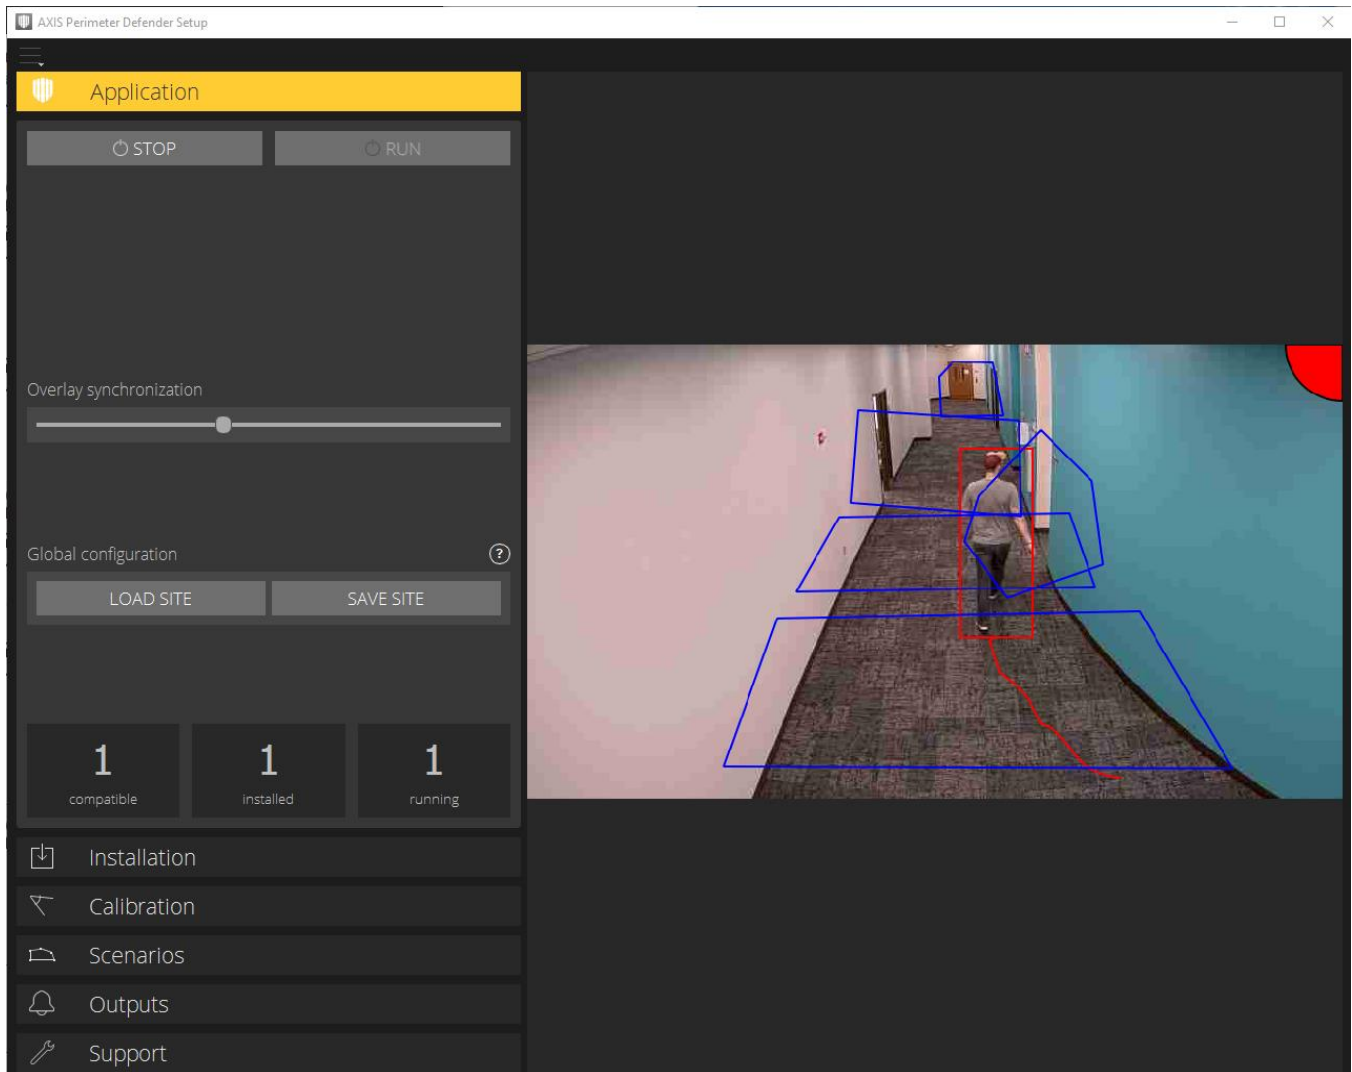 AXIS Perimeter Defender Setup
Application
STOP RUN
Overlay synchronization
Global configuration ?
LOAD SITE SAVE SITE
1 1 1
compatible installed running
Installation
Calibration
Scenarios
Outputs
Support